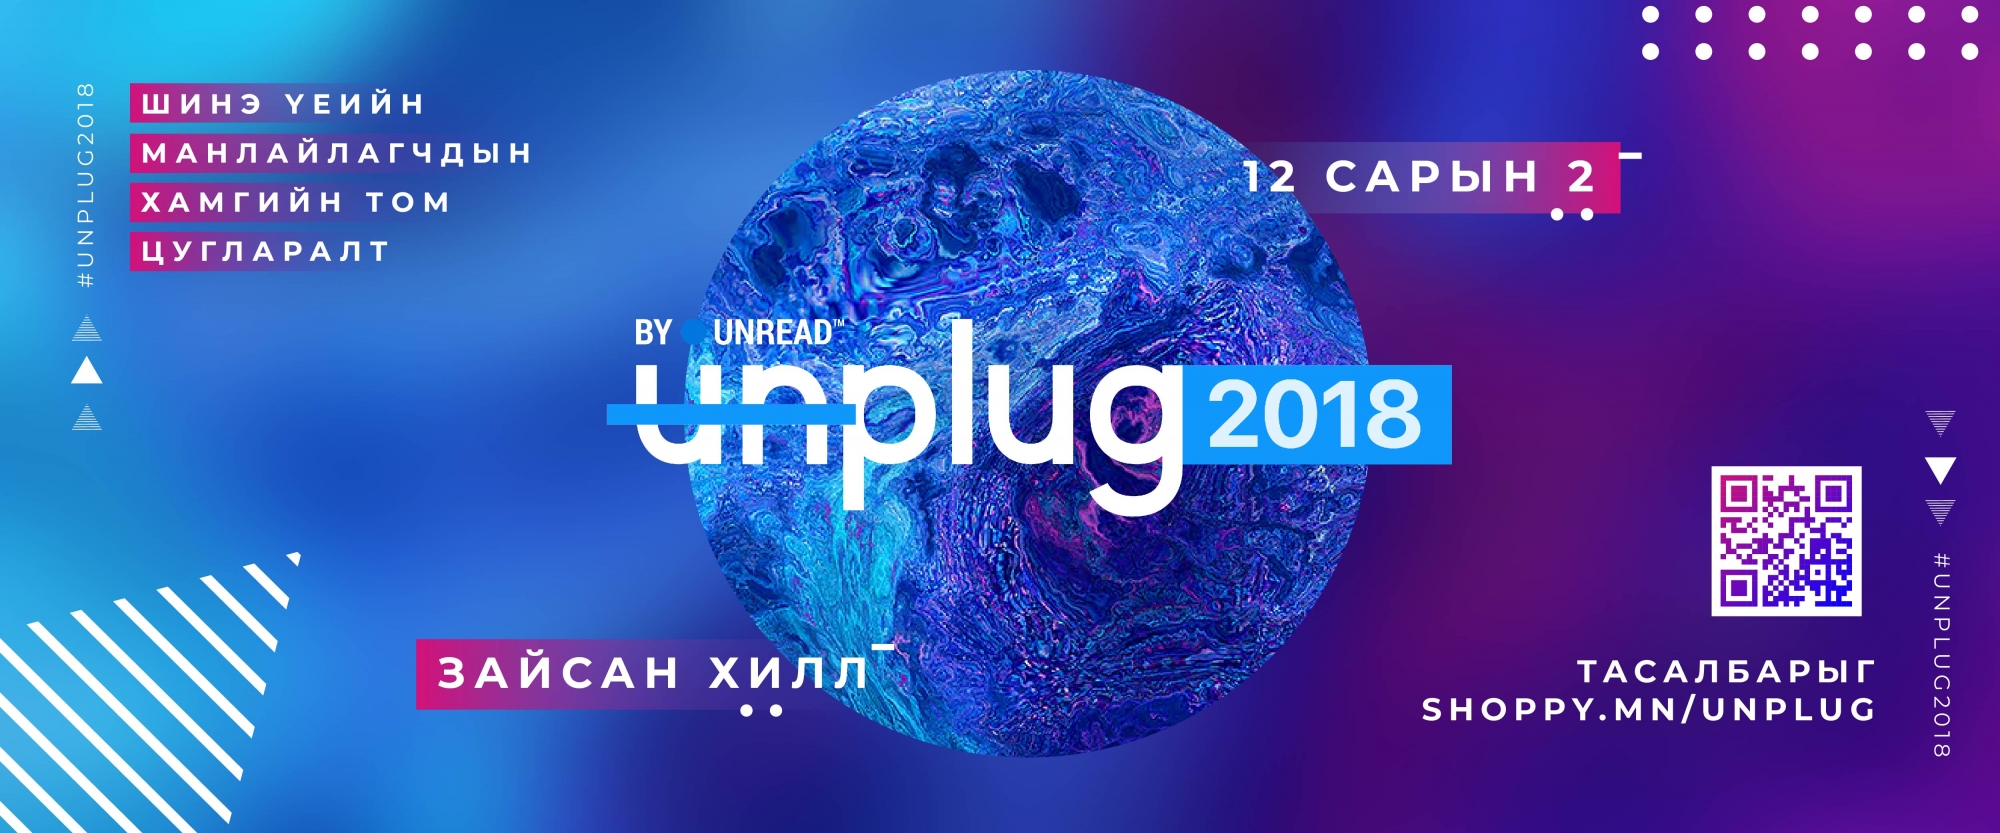 #UNPLUG2018
ШИНЭ ҮЕИЙН
МАНЛАЙЛАГЧДЫН
ХАМГИЙН ТОМ
ЦУГЛАРАЛТ
12 САРЫН 2
BY UNREAD™
unplug 2018
ЗАЙСАН ХИЛЛ
ТАСАЛБАРЫГ
SHOPPY.MN/UNPLUG
#UNPLUG2018